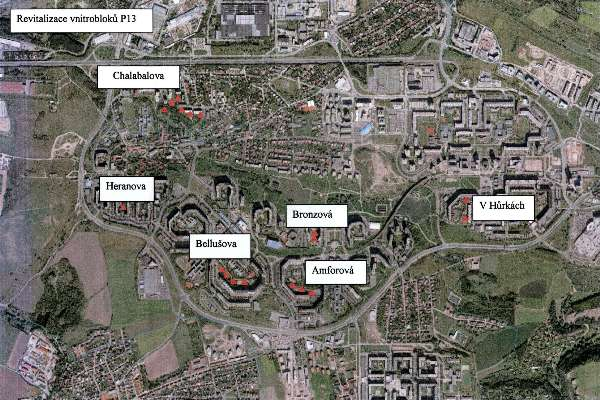 Revitalizace vnitrobloků P13
Chalabalova
Heranova
Bronzová
V Hůrkách
Bellušova
Amforová